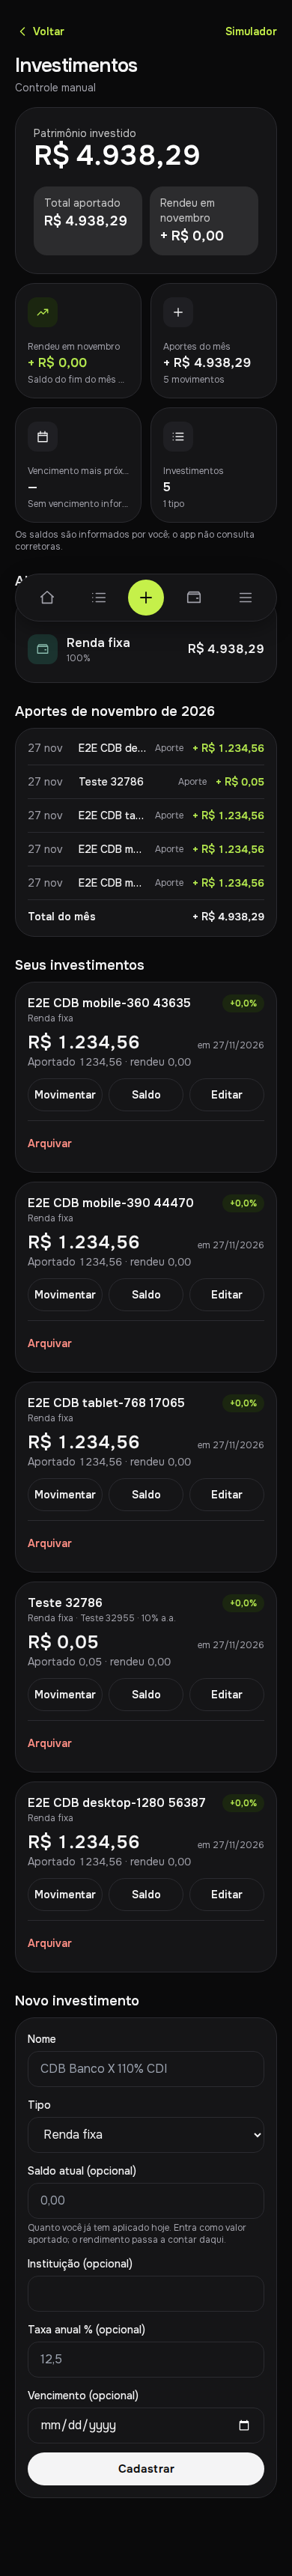 Voltar
Simulador
Investimentos
Controle manual
Patrimônio investido
R$ 4.938,29
Total aportado
R$ 4.938,29
Rendeu em
novembro
+ R$ 0,00
Rendeu em novembro
+ R$ 0,00
Saldo do fim do mês ...
Aportes do mês
+ R$ 4.938,29
5 movimentos
Vencimento mais próx...
—
Sem vencimento infor...
Investimentos
5
1 tipo
Os saldos são informados por você; o app não consulta
corretoras.
Renda fixa
100%
R$ 4.938,29
Aportes de novembro de 2026
27 nov E2E CDB de... Aporte + R$ 1.234,56
27 nov Teste 32786 Aporte + R$ 0,05
27 nov E2E CDB ta... Aporte + R$ 1.234,56
27 nov E2E CDB m... Aporte + R$ 1.234,56
27 nov E2E CDB m... Aporte + R$ 1.234,56
Total do mês + R$ 4.938,29
Seus investimentos
E2E CDB mobile-360 43635 +0,0%
Renda fixa
R$ 1.234,56 em 27/11/2026
Aportado 1.234,56 · rendeu 0,00
Movimentar Saldo Editar
Arquivar
E2E CDB mobile-390 44470 +0,0%
Renda fixa
R$ 1.234,56 em 27/11/2026
Aportado 1.234,56 · rendeu 0,00
Movimentar Saldo Editar
Arquivar
E2E CDB tablet-768 17065 +0,0%
Renda fixa
R$ 1.234,56 em 27/11/2026
Aportado 1.234,56 · rendeu 0,00
Movimentar Saldo Editar
Arquivar
Teste 32786 +0,0%
Renda fixa · Teste 32955 · 10% a.a.
R$ 0,05 em 27/11/2026
Aportado 0,05 · rendeu 0,00
Movimentar Saldo Editar
Arquivar
E2E CDB desktop-1280 56387 +0,0%
Renda fixa
R$ 1.234,56 em 27/11/2026
Aportado 1.234,56 · rendeu 0,00
Movimentar Saldo Editar
Arquivar
Novo investimento
Nome
CDB Banco X 110% CDI
Tipo
Renda fixa
Saldo atual (opcional)
0,00
Quanto você já tem aplicado hoje. Entra como valor
aportado; o rendimento passa a contar daqui.
Instituição (opcional)
Taxa anual % (opcional)
12,5
Vencimento (opcional)
mm/dd/yyyy
Cadastrar